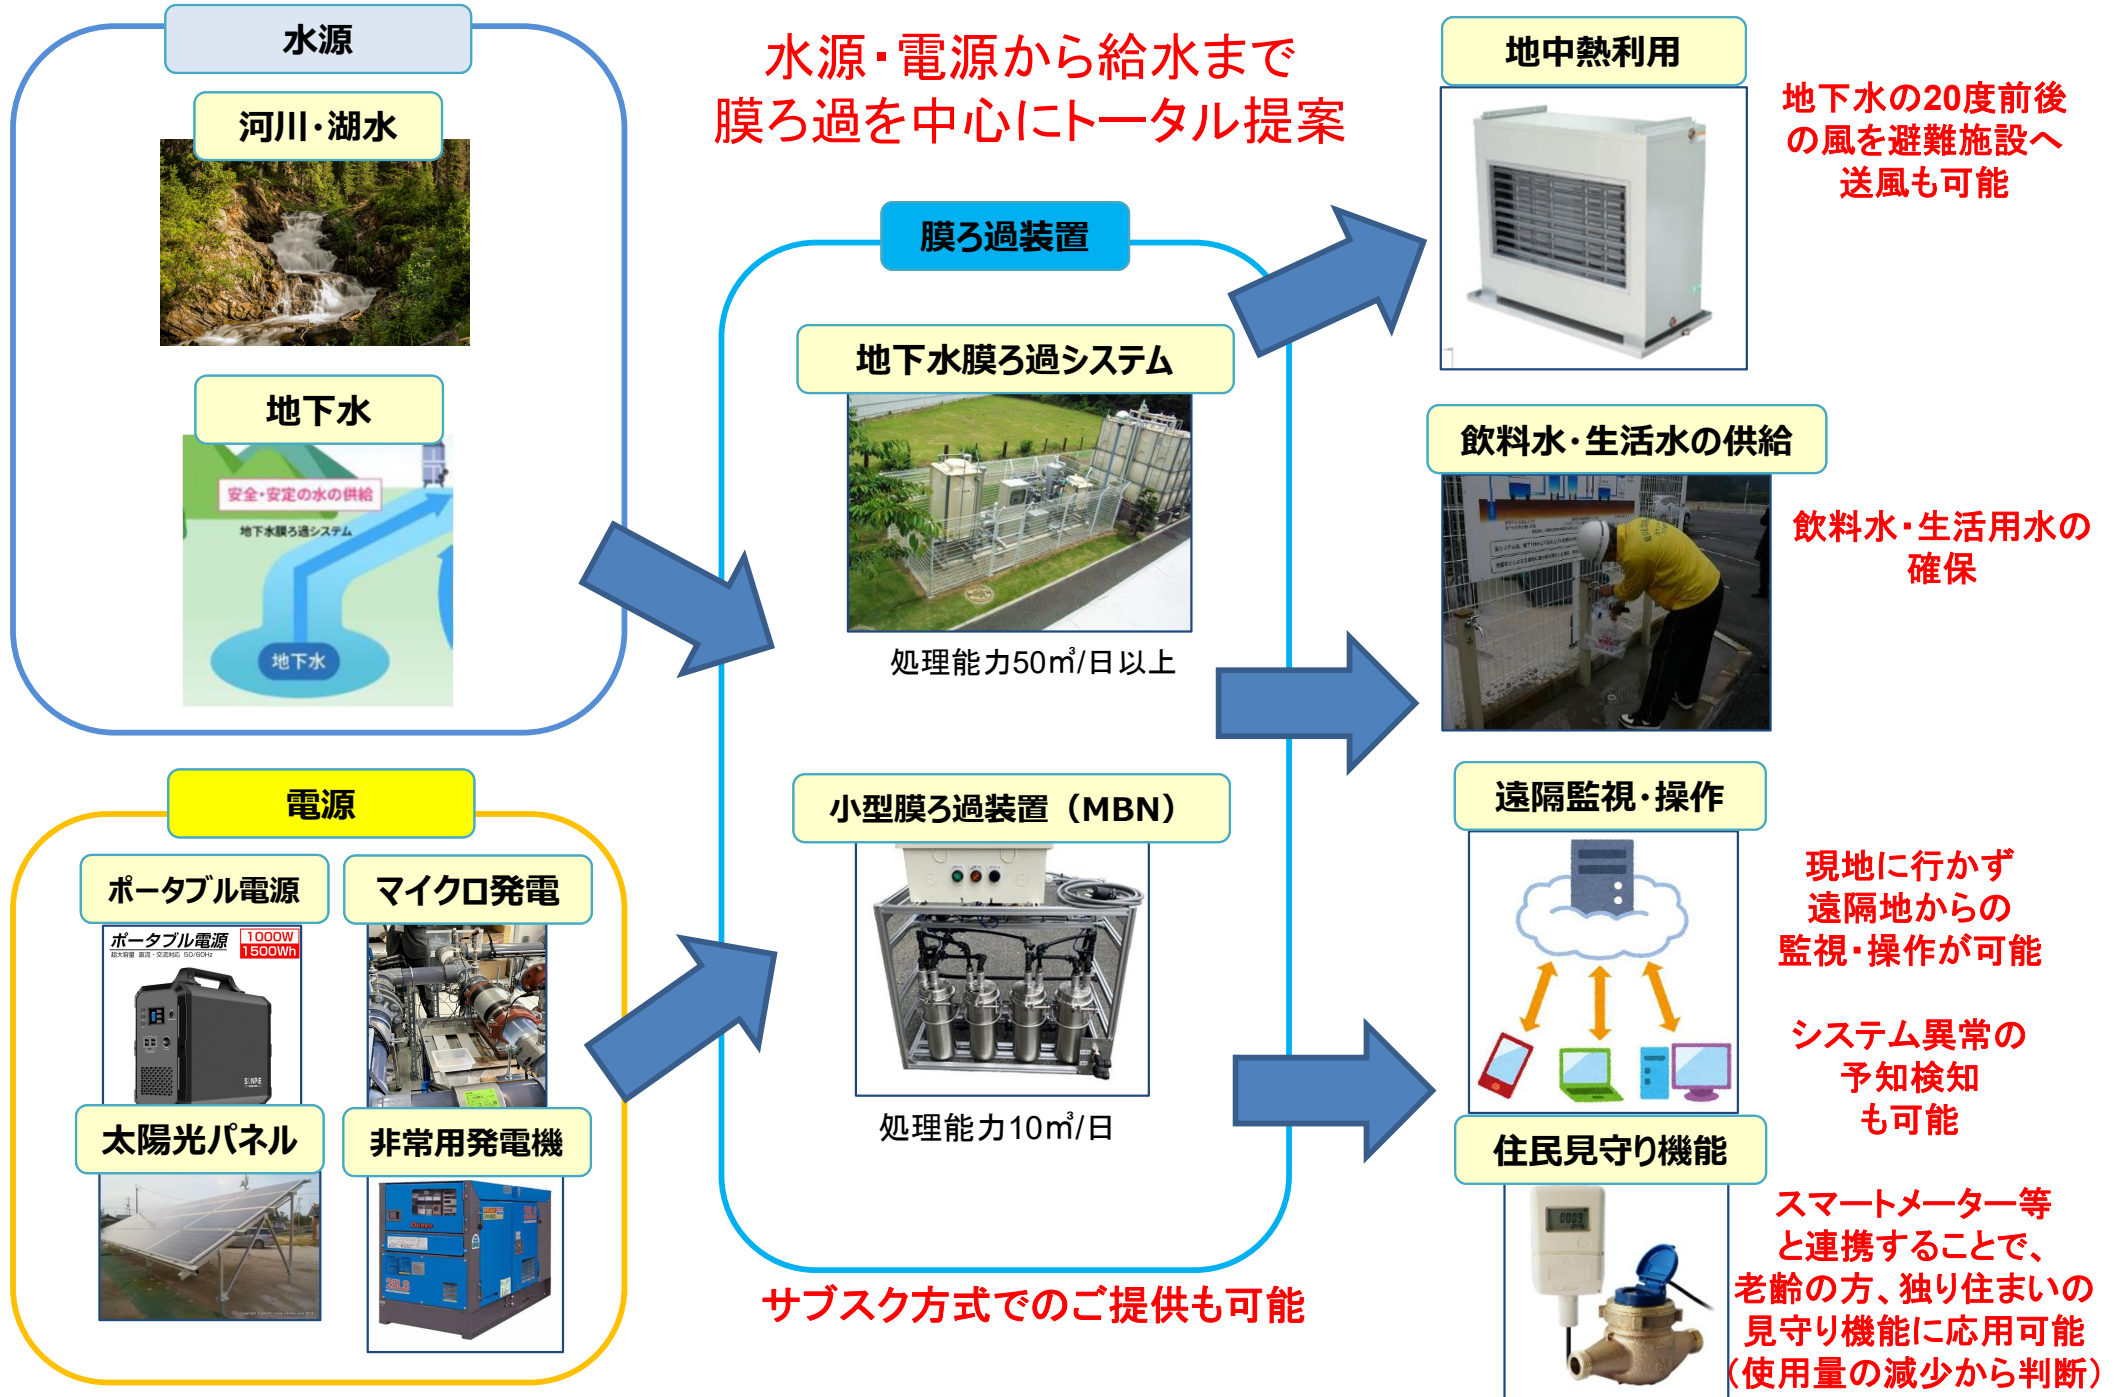 水源
河川・湖水
地下水
安全・安定の水の供給
地下水膜ろ過システム
地下水
電源
ポータブル電源
ポータブル電源
1000W
1500Wh
超大容量 直流・交流対応 50/60Hz
マイクロ発電
太陽光パネル
非常用発電機
Denyo
25LS
水源・電源から給水まで
膜ろ過を中心にトータル提案
膜ろ過装置
地下水膜ろ過システム
処理能力50㎥/日以上
小型膜ろ過装置（MBN）
処理能力10㎥/日
サブスク方式でのご提供も可能
地中熱利用
地下水の20度前後
の風を避難施設へ
送風も可能
飲料水・生活水の供給
飲料水・生活用水の
確保
遠隔監視・操作
現地に行かず
遠隔地からの
監視・操作が可能
システム異常の
予知検知
も可能
住民見守り機能
スマートメーター等
と連携することで、
老齢の方、独り住まいの
見守り機能に応用可能
（使用量の減少から判断）